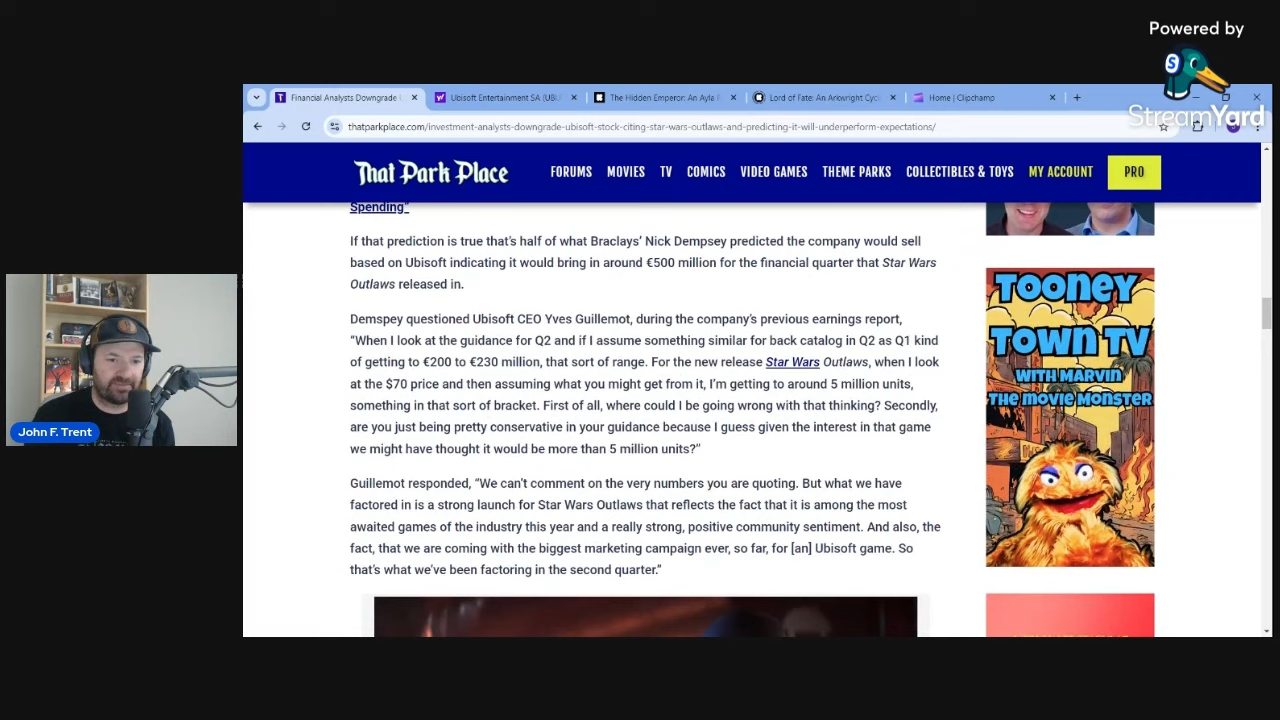 Powered by
S
StreamYard
Financial Analysts Downgrade
Ubisoft Entertainment SA (UBI
The Hidden Emperor: An Ayla
Lord of Fate: An Arkwright Cyc
Home | Clipchamp
thatparkplace.com/investment-analysts-downgrade-ubisoft-stock-citing-star-wars-outlaws-and-predicting-it-will-underperform-expectations/
That Park Place
FORUMS MOVIES TV COMICS VIDEO GAMES THEME PARKS COLLECTIBLES & TOYS MY ACCOUNT PRO
Spending”
If that prediction is true that’s half of what Braclays’ Nick Dempsey predicted the company would sell
based on Ubisoft indicating it would bring in around €500 million for the financial quarter that Star Wars
Outlaws released in.
Demspey questioned Ubisoft CEO Yves Guillemot, during the company’s previous earnings report,
“When I look at the guidance for Q2 and if I assume something similar for back catalog in Q2 as Q1 kind
of getting to €200 to €230 million, that sort of range. For the new release Star Wars Outlaws, when I look
at the $70 price and then assuming what you might get from it, I’m getting to around 5 million units,
something in that sort of bracket. First of all, where could I be going wrong with that thinking? Secondly,
are you just being pretty conservative in your guidance because I guess given the interest in that game
we might have thought it would be more than 5 million units?”
Guillemot responded, “We can’t comment on the very numbers you are quoting. But what we have
factored in is a strong launch for Star Wars Outlaws that reflects the fact that it is among the most
awaited games of the industry this year and a really strong, positive community sentiment. And also, the
fact, that we are coming with the biggest marketing campaign ever, so far, for [an] Ubisoft game. So
that’s what we’ve been factoring in the second quarter.”
TOONEY
TOWN TV
WITH MARVIN
THE MOVIE MONSTER
John F. Trent